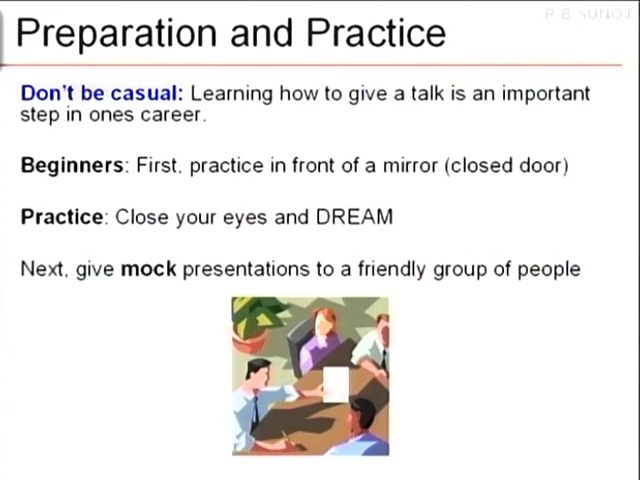 R B SUNOJ
Preparation and Practice
Don't be casual: Learning how to give a talk is an important
step in ones career.
Beginners: First, practice in front of a mirror (closed door)
Practice: Close your eyes and DREAM
Next, give mock presentations to a friendly group of people